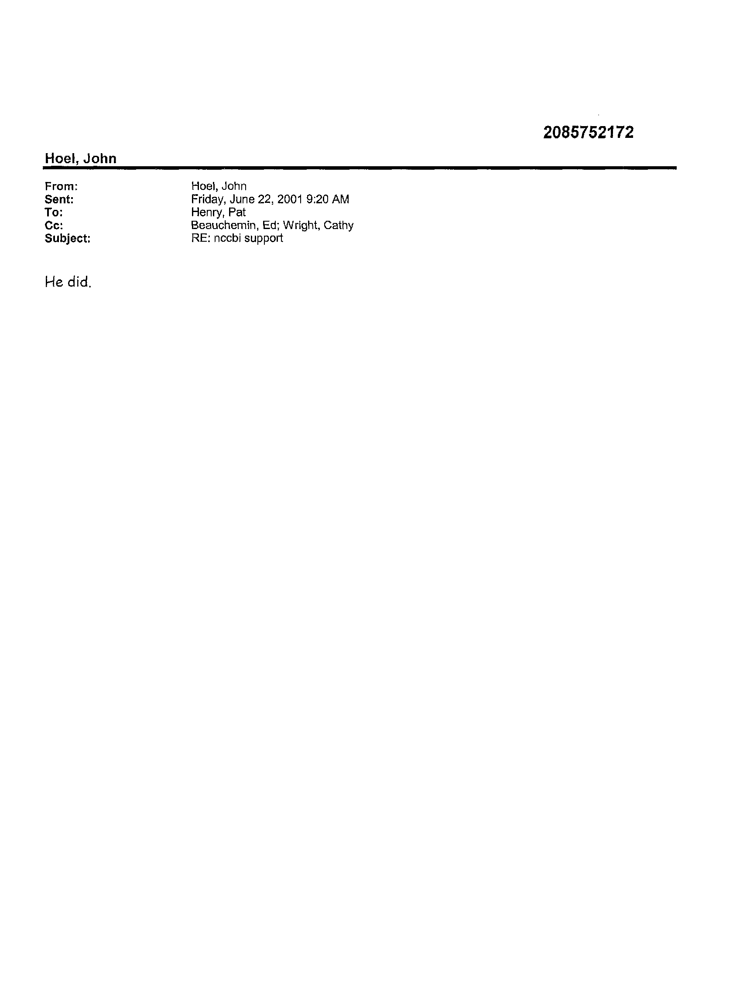 2085752172
Hoel, John
From: Hoel, John
Sent: Friday, June 22, 2001 9:20 AM
To: Henry, Pat
Cc: Beauchemin, Ed; Wright, Cathy
Subject: RE: nccbi support
He did.